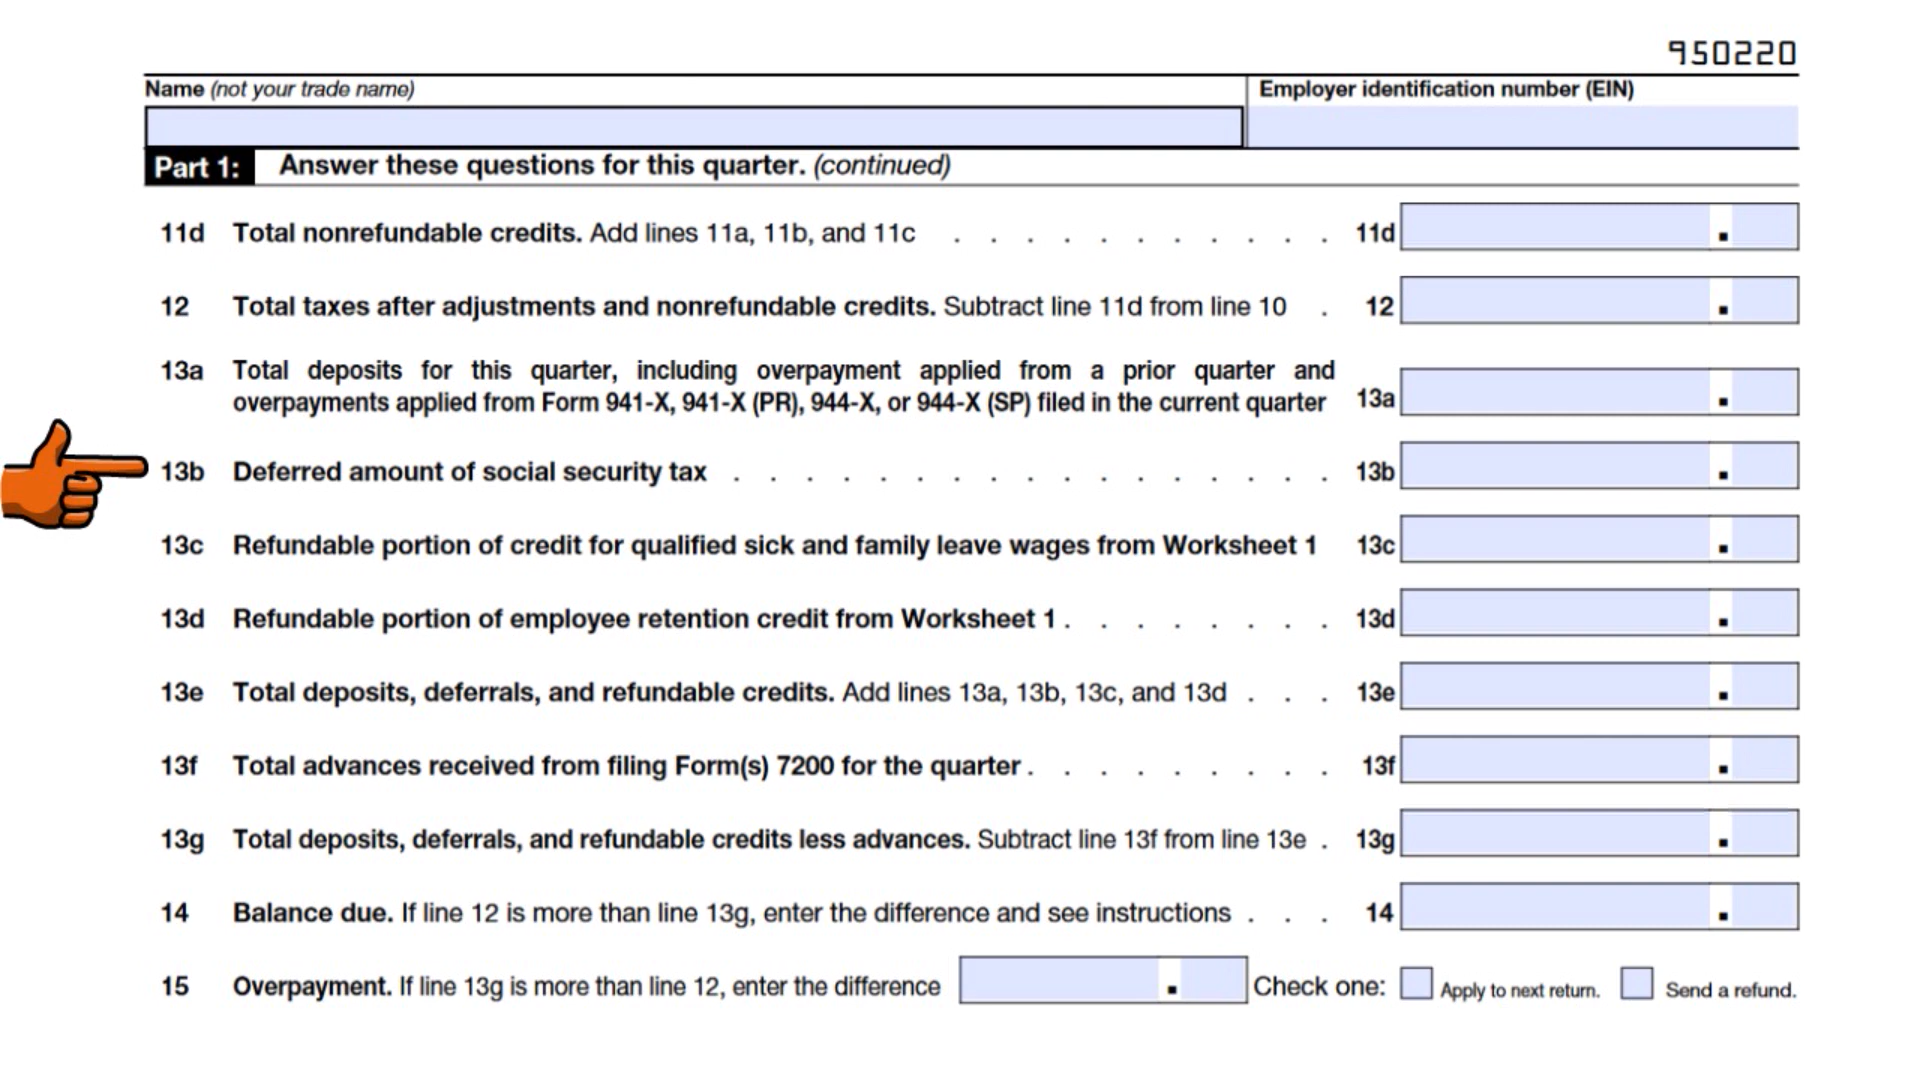 950220
Name (not your trade name) Employer identification number (EIN)
Part 1: Answer these questions for this quarter. (continued)
11d Total nonrefundable credits. Add lines 11a, 11b, and 11c . . . . . . . . . . . 11d .
12 Total taxes after adjustments and nonrefundable credits. Subtract line 11d from line 10 . 12 .
13a Total deposits for this quarter, including overpayment applied from a prior quarter and
overpayments applied from Form 941-X, 941-X (PR), 944-X, or 944-X (SP) filed in the current quarter 13a .
13b Deferred amount of social security tax . . . . . . . . . . . . . . . . . 13b .
13c Refundable portion of credit for qualified sick and family leave wages from Worksheet 1 13c .
13d Refundable portion of employee retention credit from Worksheet 1 . . . . . . . . 13d .
13e Total deposits, deferrals, and refundable credits. Add lines 13a, 13b, 13c, and 13d . . . 13e .
13f Total advances received from filing Form(s) 7200 for the quarter . . . . . . . . . 13f .
13g Total deposits, deferrals, and refundable credits less advances. Subtract line 13f from line 13e . 13g .
14 Balance due. If line 12 is more than line 13g, enter the difference and see instructions . . . 14 .
15 Overpayment. If line 13g is more than line 12, enter the difference . Check one: Apply to next return. Send a refund.